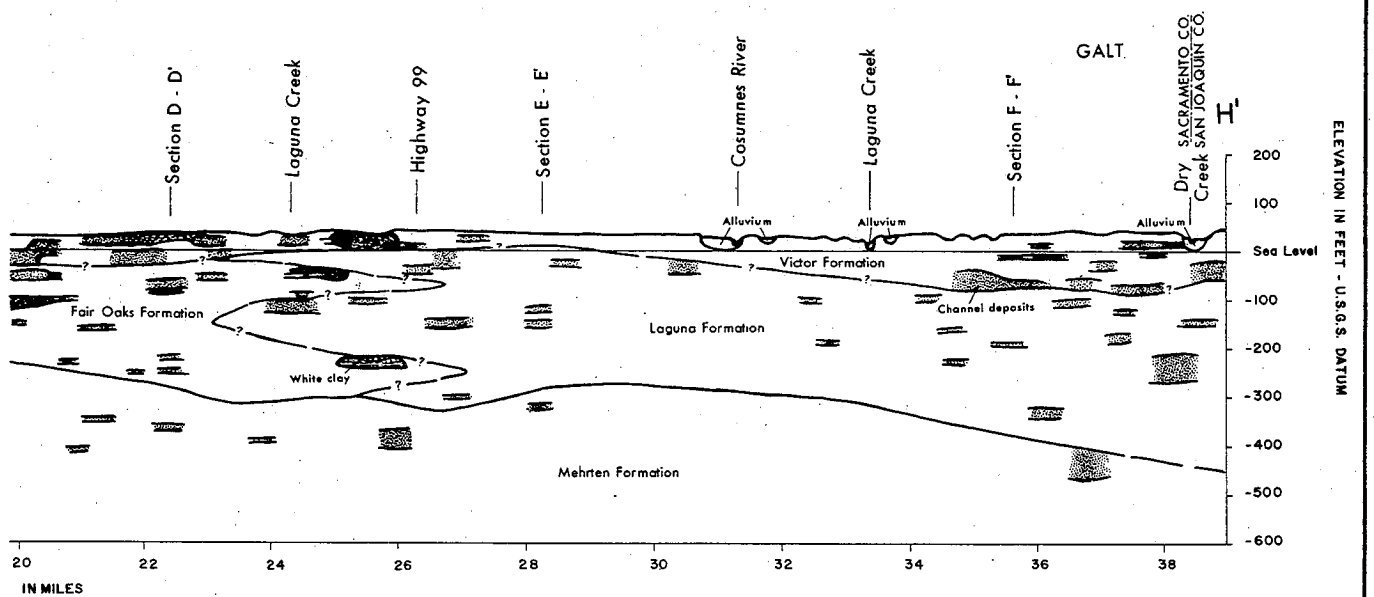 Section D - D'
Laguna Creek
Highway 99
Section E - E'
Cosumnes River
Laguna Creek
Section F - F'
GALT
Dry Creek
SACRAMENTO CO.
SAN JOAQUIN CO.
H'
200
100
Sea Level
-100
-200
-300
-400
-500
-600
ELEVATION IN FEET - U.S.G.S. DATUM
Alluvium
Alluvium
Alluvium
?
?
?
?
?
?
?
?
?
?
?
?
Victor Formation
Fair Oaks Formation
Channel deposits
Laguna Formation
White clay
Mehrten Formation
20
22
24
26
28
30
32
34
36
38
IN MILES